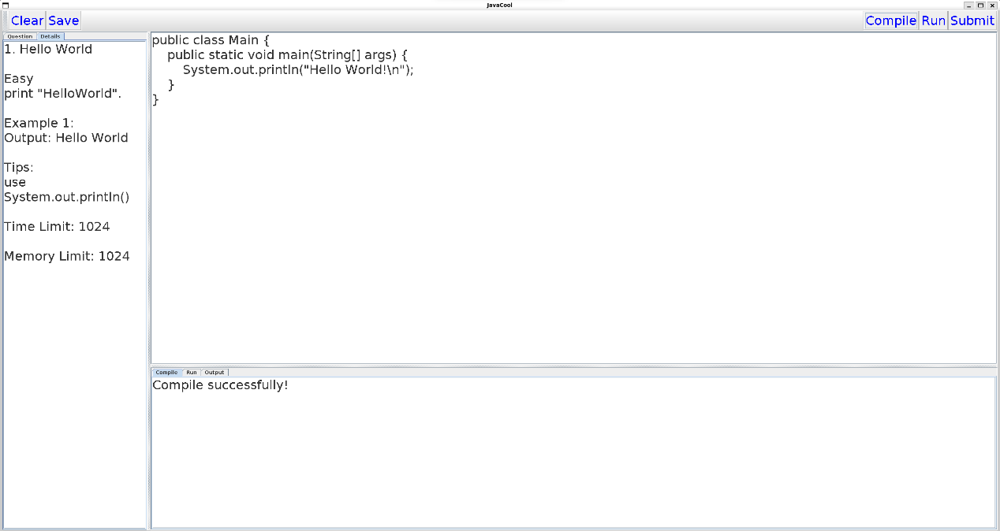 JavaCool
Clear Save
Compile Run Submit
Question Details
1. Hello World
Easy
print "HelloWorld".
Example 1:
Output: Hello World
Tips:
use
System.out.println()
Time Limit: 1024
Memory Limit: 1024
public class Main {
    public static void main(String[] args) {
        System.out.println("Hello World!\n");
    }
}
Compile Run Output
Compile successfully!